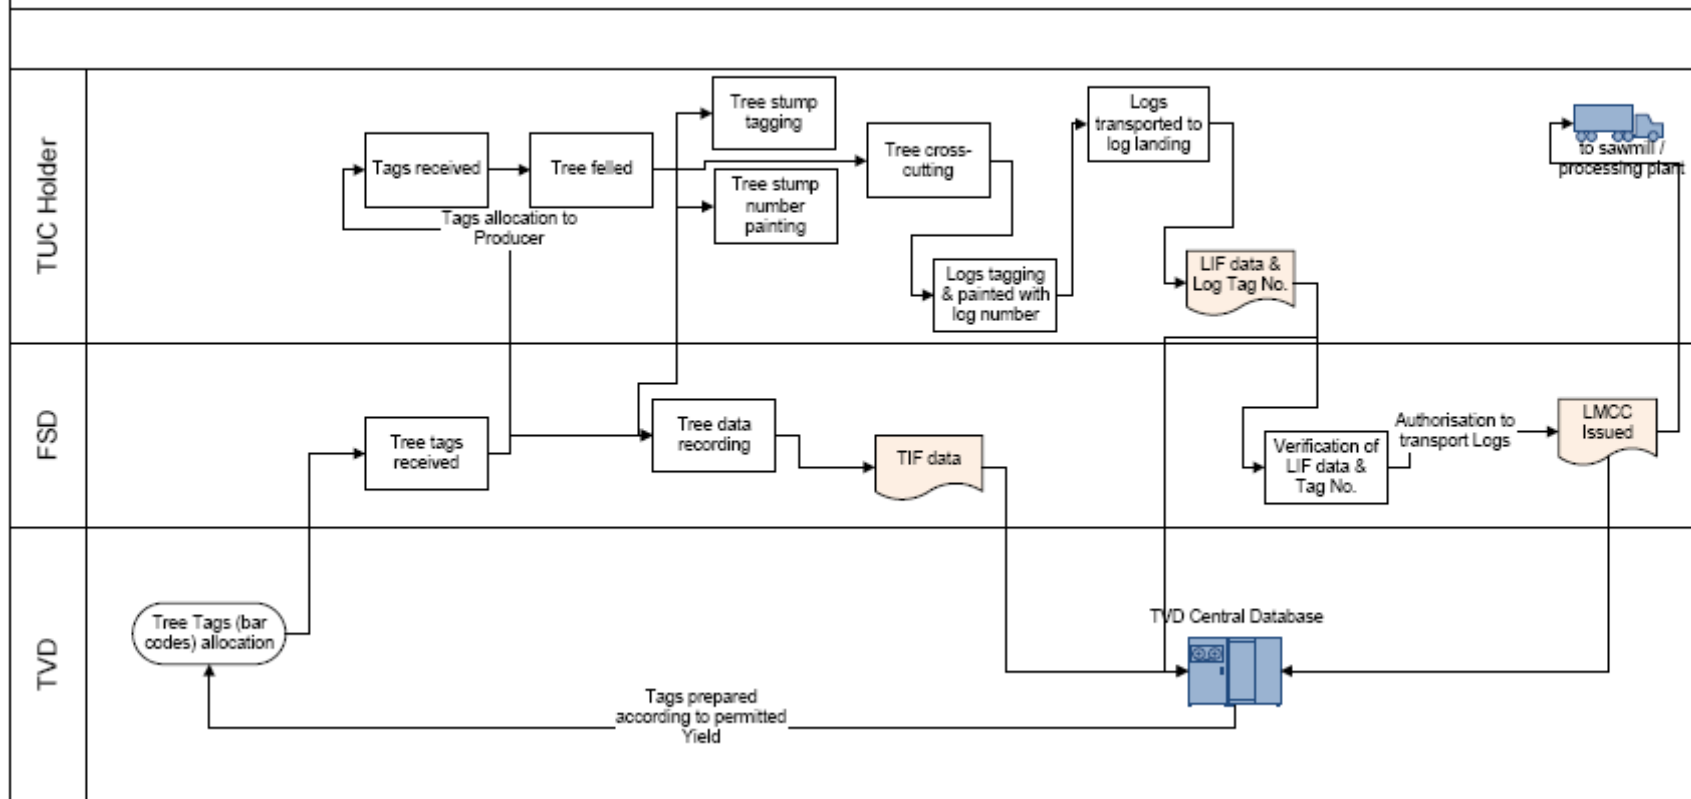 TUC Holder
Tags received
Tree felled
Tags allocation to
Producer
Tree stump
tagging
Tree stump
number
painting
Tree cross-
cutting
Logs tagging
& painted with
log number
Logs
transported to
log landing
LIF data &
Log Tag No.
to sawmill /
processing plant
FSD
Tree tags
received
Tree data
recording
TIF data
Verification of
LIF data &
Tag No.
Authorisation to
transport Logs
LMCC
Issued
TVD
Tree Tags (bar
codes) allocation
Tags prepared
according to permitted
Yield
TVD Central Database